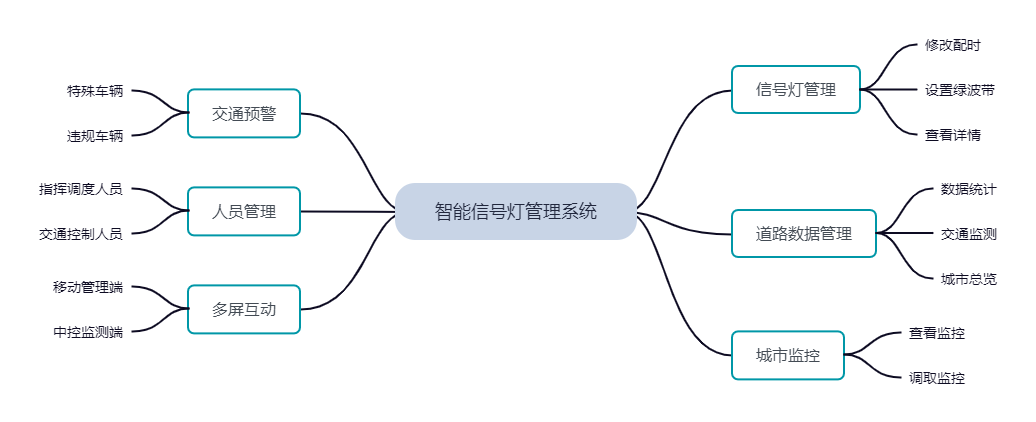 智能信号灯管理系统
信号灯管理
修改配时
设置绿波带
查看详情
道路数据管理
数据统计
交通监测
城市总览
城市监控
查看监控
调取监控
交通预警
特殊车辆
违规车辆
人员管理
指挥调度人员
交通控制人员
多屏互动
移动管理端
中控监测端